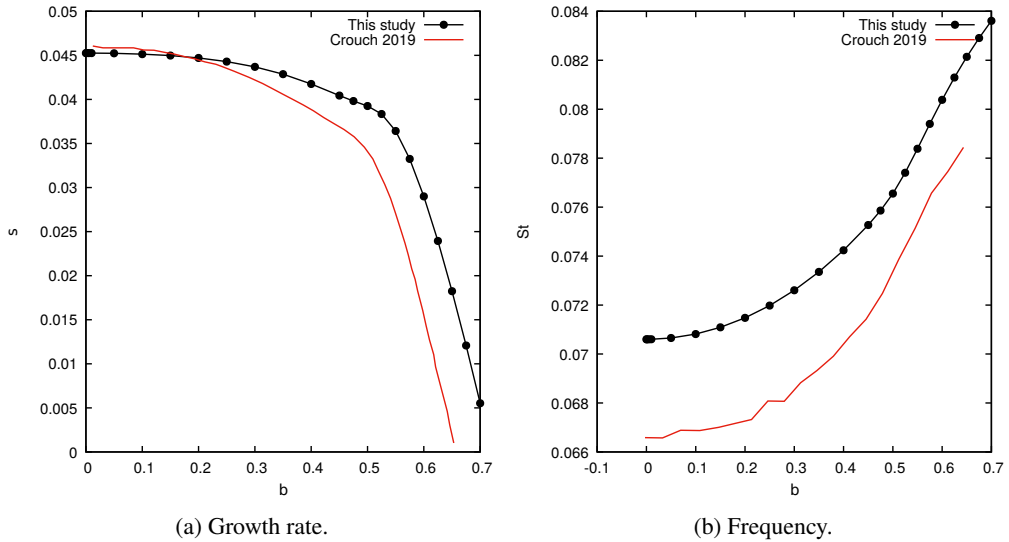 This study
Crouch 2019
0.05
0.045
0.04
0.035
0.03
0.025
0.02
0.015
0.01
0.005
0
s
0 0.1 0.2 0.3 0.4 0.5 0.6 0.7
b
(a) Growth rate.
This study
Crouch 2019
0.084
0.082
0.08
0.078
0.076
0.074
0.072
0.07
0.068
0.066
St
-0.1 0 0.1 0.2 0.3 0.4 0.5 0.6 0.7
b
(b) Frequency.